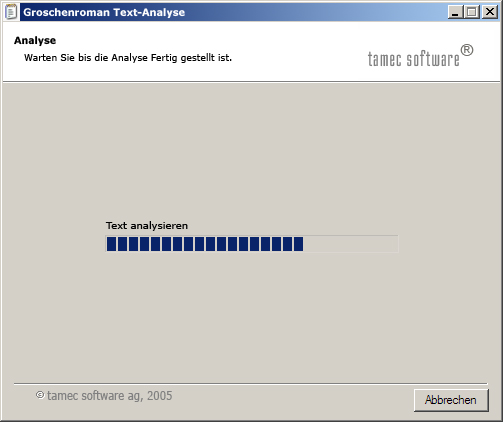 Groschenroman Text-Analyse
Analyse
Warten Sie bis die Analyse Fertig gestellt ist.
tamec software®
Text analysieren
© tamec software ag, 2005
Abbrechen